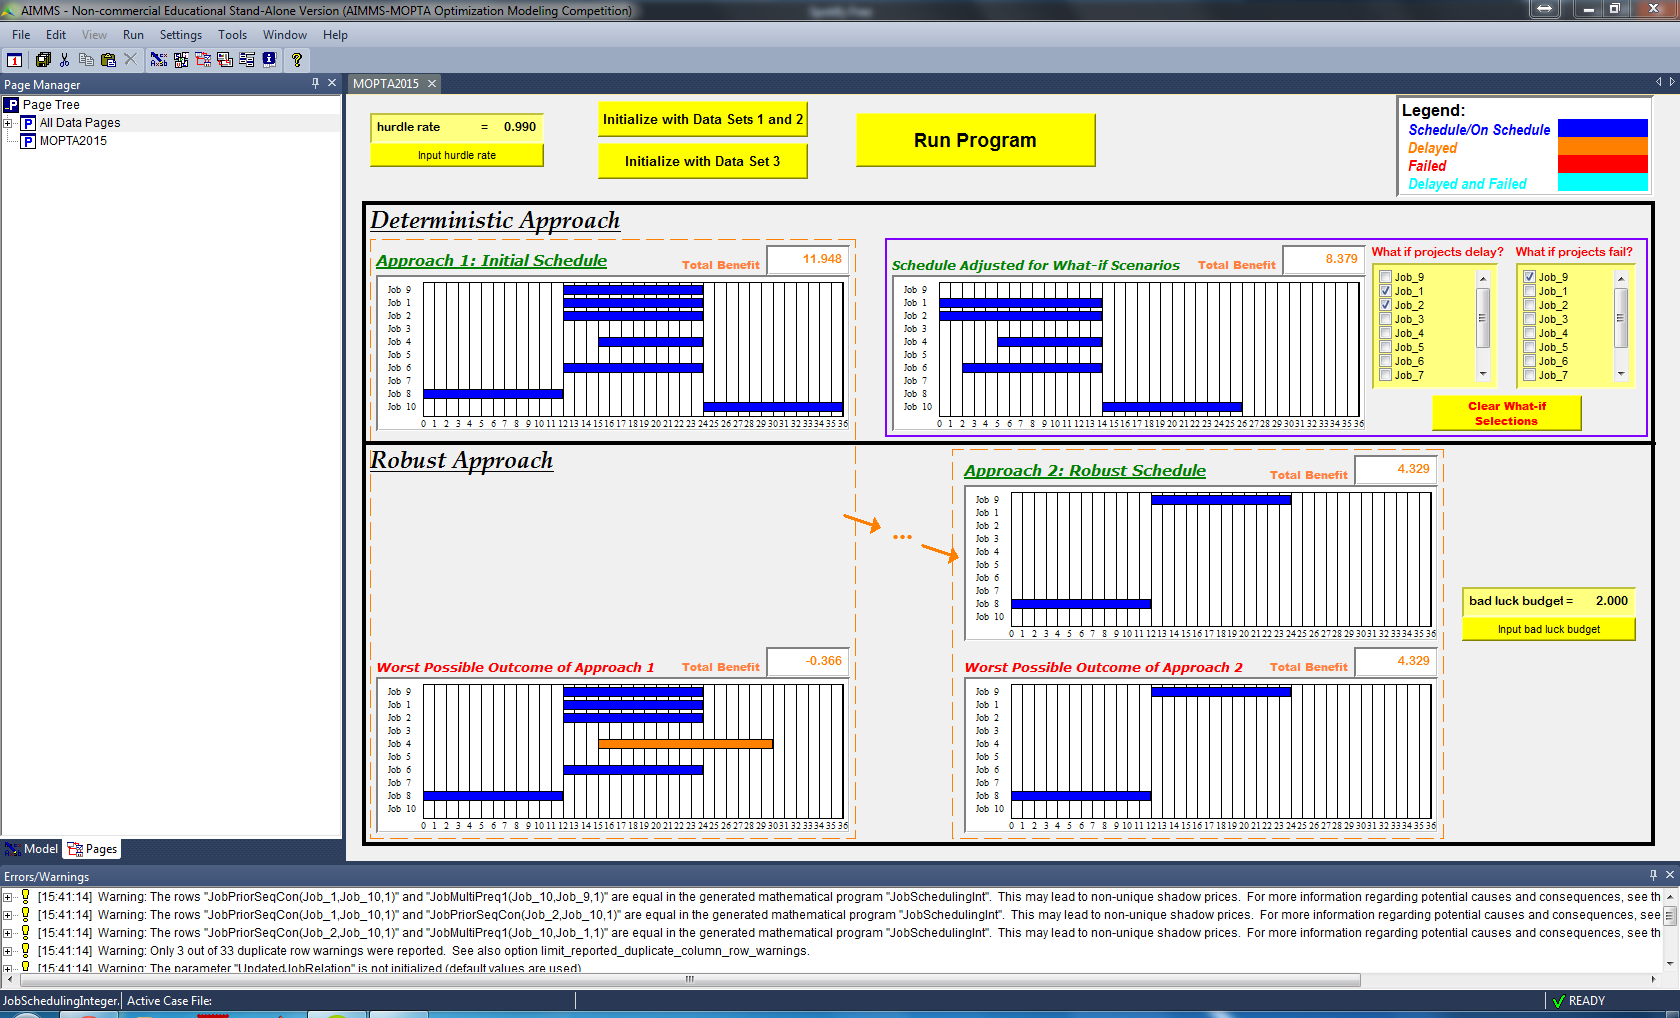 AIMMS - Non-commercial Educational Stand-Alone Version (AIMMS-MOPTA Optimization Modeling Competition)
File Edit View Run Settings Tools Window Help
Page Manager
Page Tree
All Data Pages
MOPTA2015
MOPTA2015
hurdle rate = 0.990
Input hurdle rate
Initialize with Data Sets 1 and 2
Initialize with Data Set 3
Run Program
Legend:
Schedule/On Schedule
Delayed
Failed
Delayed and Failed
Deterministic Approach
Approach 1: Initial Schedule Total Benefit 11.948
Job 9
Job 1
Job 2
Job 3
Job 4
Job 5
Job 6
Job 7
Job 8
Job 10
0 1 2 3 4 5 6 7 8 9 10 11 12 13 14 15 16 17 18 19 20 21 22 23 24 25 26 27 28 29 30 31 32 33 34 35 36
Schedule Adjusted for What-if Scenarios Total Benefit 8.379
Job 9
Job 1
Job 2
Job 3
Job 4
Job 5
Job 6
Job 7
Job 8
Job 10
0 1 2 3 4 5 6 7 8 9 10 11 12 13 14 15 16 17 18 19 20 21 22 23 24 25 26 27 28 29 30 31 32 33 34 35 36
What if projects delay?
Job_9
Job_1
Job_2
Job_3
Job_4
Job_5
Job_6
Job_7
What if projects fail?
Job_9
Job_1
Job_2
Job_3
Job_4
Job_5
Job_6
Job_7
Clear What-if
Selections
Robust Approach
Approach 2: Robust Schedule Total Benefit 4.329
Job 9
Job 1
Job 2
Job 3
Job 4
Job 5
Job 6
Job 7
Job 8
Job 10
0 1 2 3 4 5 6 7 8 9 10 11 12 13 14 15 16 17 18 19 20 21 22 23 24 25 26 27 28 29 30 31 32 33 34 35 36
bad luck budget = 2.000
Input bad luck budget
Worst Possible Outcome of Approach 1 Total Benefit -0.366
Job 9
Job 1
Job 2
Job 3
Job 4
Job 5
Job 6
Job 7
Job 8
Job 10
0 1 2 3 4 5 6 7 8 9 10 11 12 13 14 15 16 17 18 19 20 21 22 23 24 25 26 27 28 29 30 31 32 33 34 35 36
Worst Possible Outcome of Approach 2 Total Benefit 4.329
Job 9
Job 1
Job 2
Job 3
Job 4
Job 5
Job 6
Job 7
Job 8
Job 10
0 1 2 3 4 5 6 7 8 9 10 11 12 13 14 15 16 17 18 19 20 21 22 23 24 25 26 27 28 29 30 31 32 33 34 35 36
Model Pages
Errors/Warnings
[15:41:14] Warning: The rows "JobPriorSeqCon(Job_1,Job_10,1)" and "JobMultiPreq1(Job_10,Job_9,1)" are equal in the generated mathematical program "JobSchedulingInt". This may lead to non-unique shadow prices. For more information regarding potential causes and consequences, see th
[15:41:14] Warning: The rows "JobPriorSeqCon(Job_1,Job_10,1)" and "JobPriorSeqCon(Job_2,Job_10,1)" are equal in the generated mathematical program "JobSchedulingInt". This may lead to non-unique shadow prices. For more information regarding potential causes and consequences, see
[15:41:14] Warning: The rows "JobPriorSeqCon(Job_2,Job_10,1)" and "JobMultiPreq1(Job_10,Job_1,1)" are equal in the generated mathematical program "JobSchedulingInt". This may lead to non-unique shadow prices. For more information regarding potential causes and consequences, see th
[15:41:14] Warning: Only 3 out of 33 duplicate row warnings were reported. See also option limit_reported_duplicate_column_row_warnings.
[15:41:14] Warning: The parameter "UpdatedJobRelation" is not initialized (default values are used)
JobSchedulingInteger. Active Case File: READY